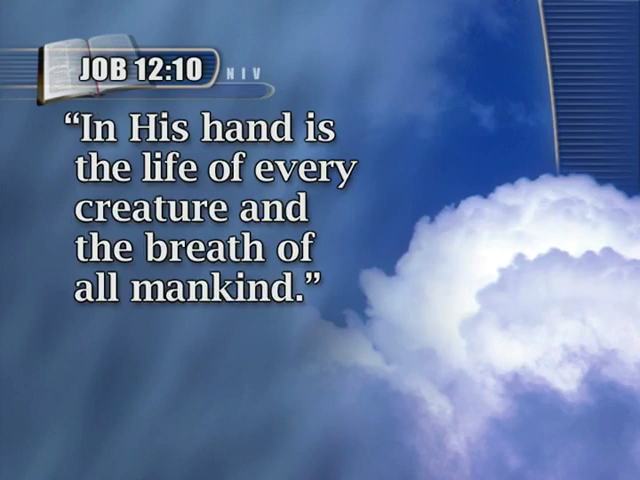 JOB 12:10 NIV
“In His hand is
the life of every
creature and
the breath of
all mankind.”